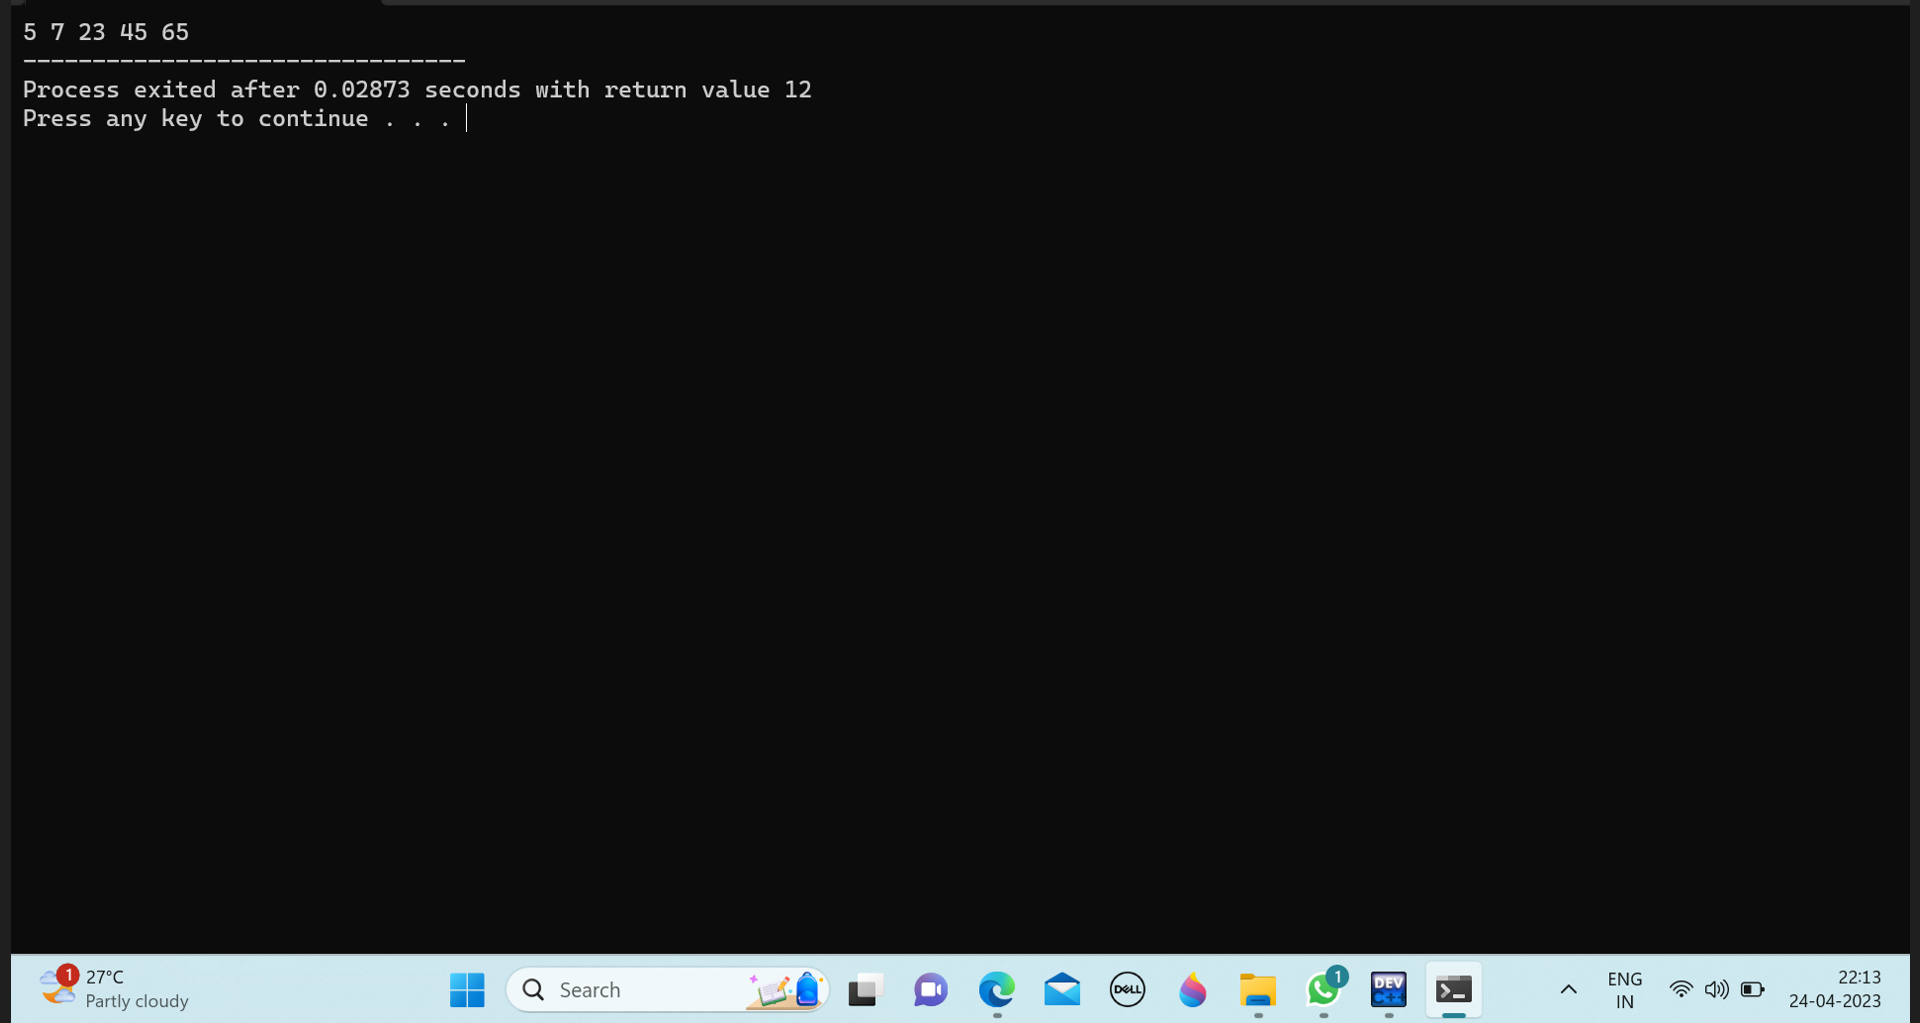 5 7 23 45 65
--------------------------------
Process exited after 0.02873 seconds with return value 12
Press any key to continue . . .
1
27°C
Partly cloudy
Search
DELL
1
DEV
C++
ENG
IN
22:13
24-04-2023